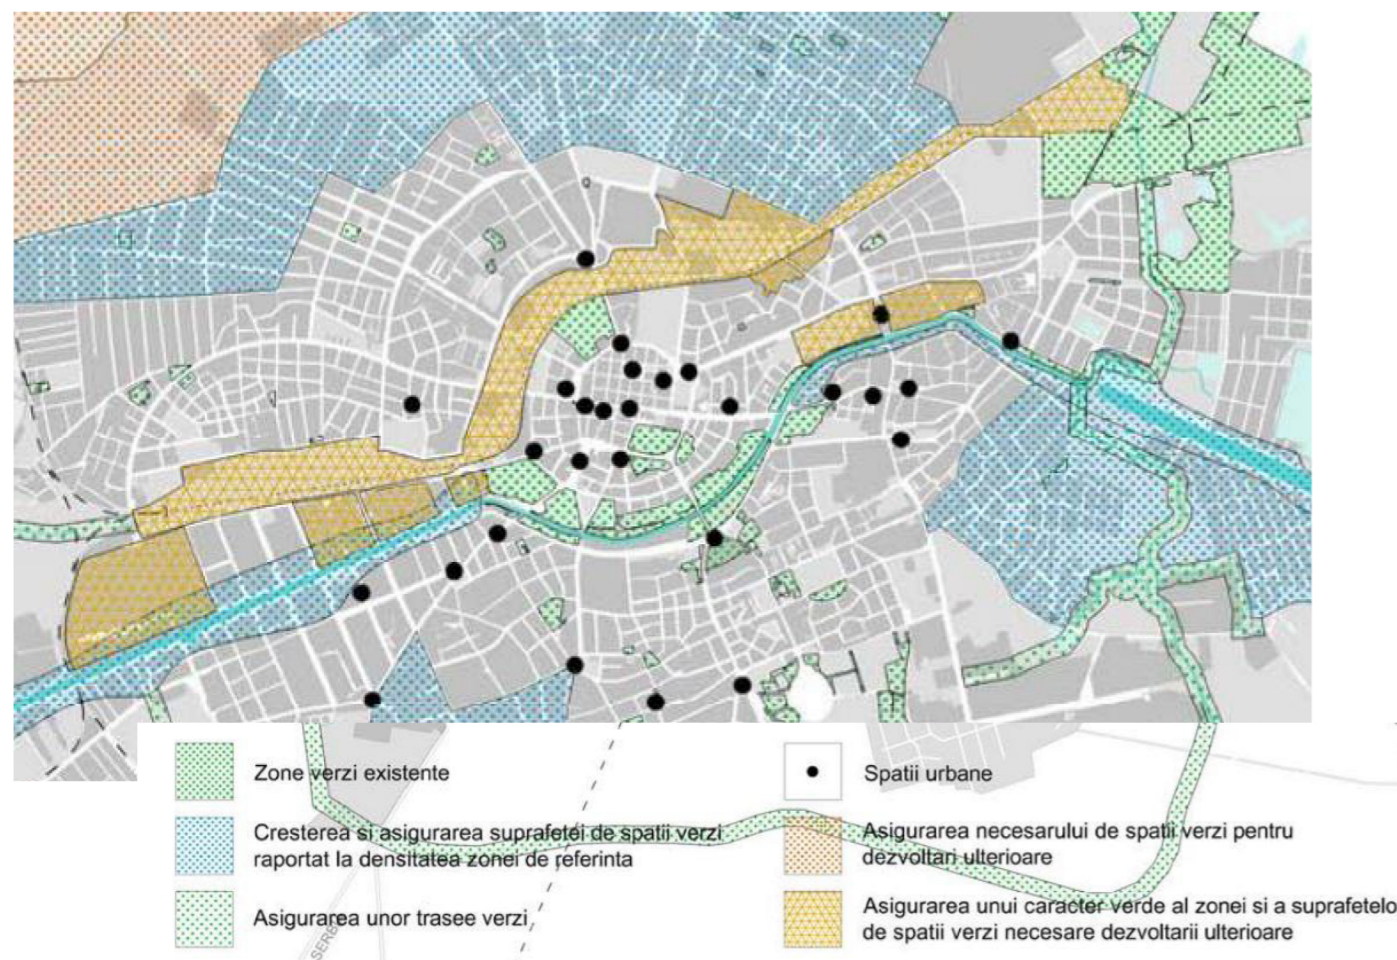 Zone verzi existente
Cresterea si asigurarea suprafetei de spatii verzi
raportat la densitatea zonei de referinta
Asigurarea unor trasee verzi
Spatii urbane
Asigurarea necesarului de spatii verzi pentru
dezvoltari ulterioare
Asigurarea unui caracter verde al zonei si a suprafetelo
de spatii verzi necesare dezvoltarii ulterioare